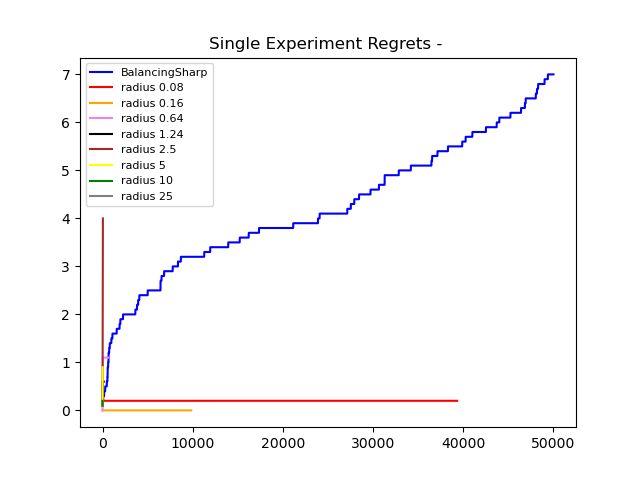 Single Experiment Regrets -
BalancingSharp
radius 0.08
radius 0.16
radius 0.64
radius 1.24
radius 2.5
radius 5
radius 10
radius 25
7
6
5
4
3
2
1
0
0 10000 20000 30000 40000 50000